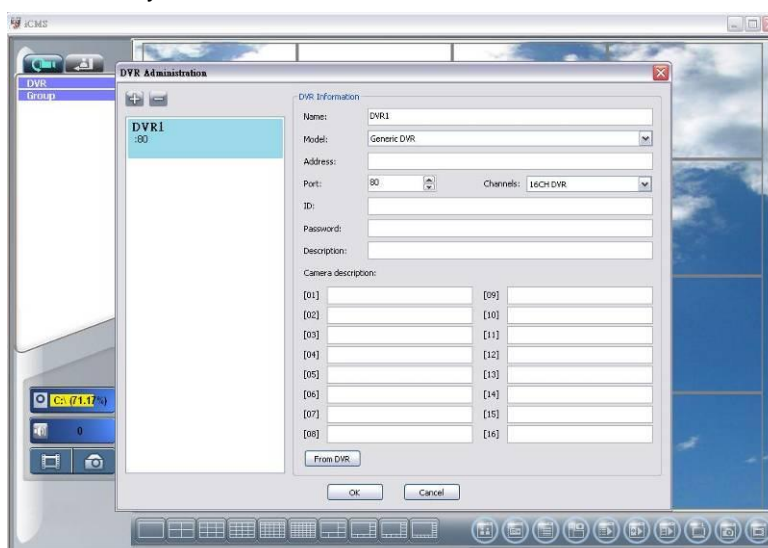 iCMS
DVR
Group
C:\ (71.17%)
0
DVR Administration
DVR1
:80
DVR Information
Name: DVR1
Model: Generic DVR
Address:
Port: 80 Channels: 16CH DVR
ID:
Password:
Description:
Camera description:
[01] [09]
[02] [10]
[03] [11]
[04] [12]
[05] [13]
[06] [14]
[07] [15]
[08] [16]
From DVR
OK Cancel